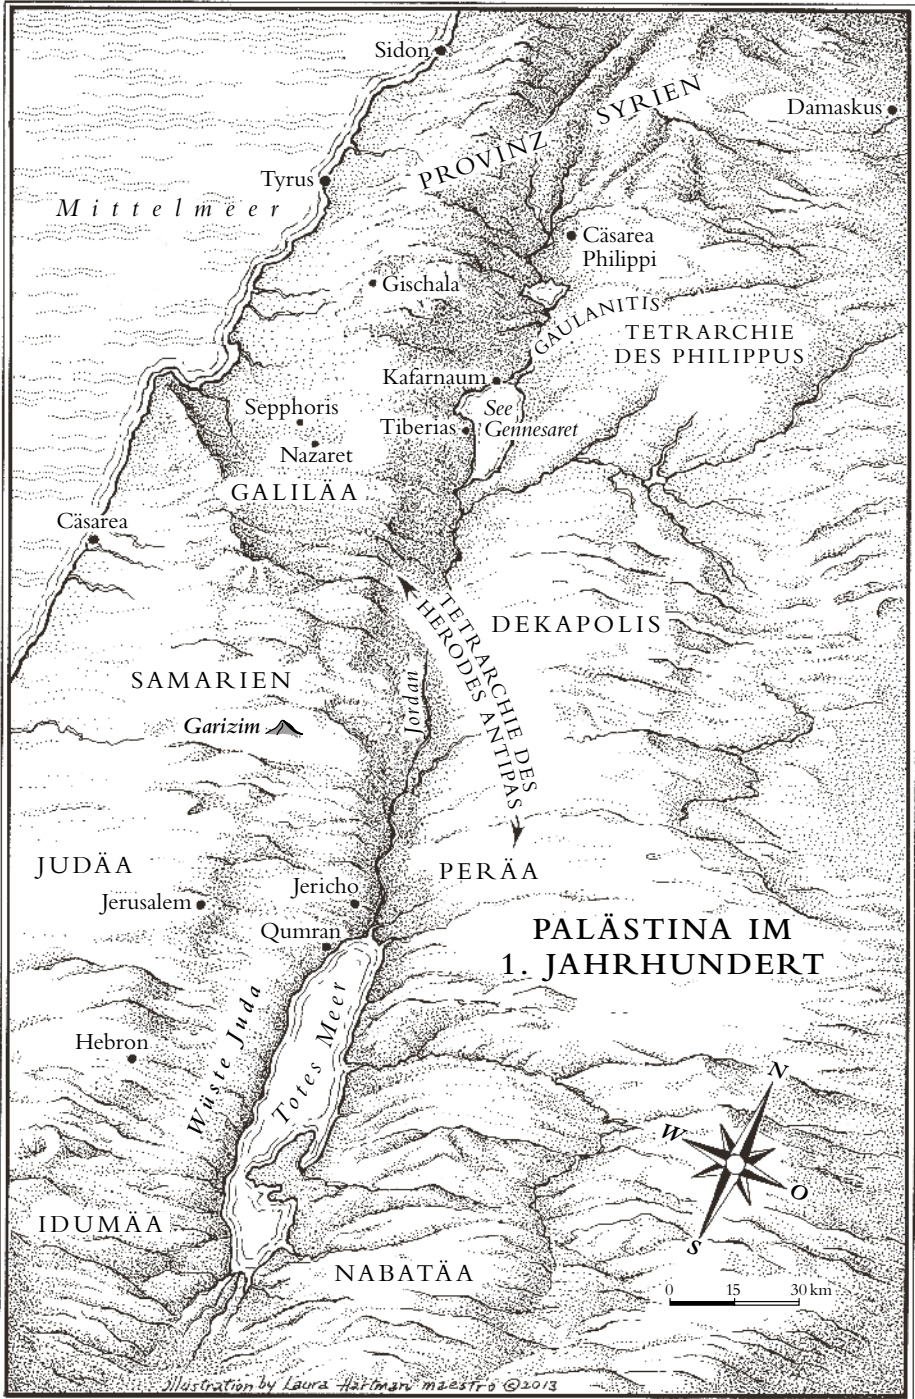 Sidon
SYRIEN
Damaskus
PROVINZ
Tyrus
Mittelmeer
Cäsarea
Philippi
Gischala
GAULANITIS
TETRARCHIE
DES PHILIPPUS
Kafarnaum
See
Gennesaret
Sepphoris
Tiberias
Nazaret
GALILÄA
Cäsarea
TETRARCHIE DES
HERODES ANTIPAS
DEKAPOLIS
SAMARIEN
Jordan
Garizim
JUDÄA
PERÄA
Jericho
Jerusalem
Qumran
PALÄSTINA IM
1. JAHRHUNDERT
Wüste Juda
Totes Meer
Hebron
N
W
O
S
IDUMÄA
NABATÄA
0 15 30 km
Illustration by Laura Hartman maestro ©2013